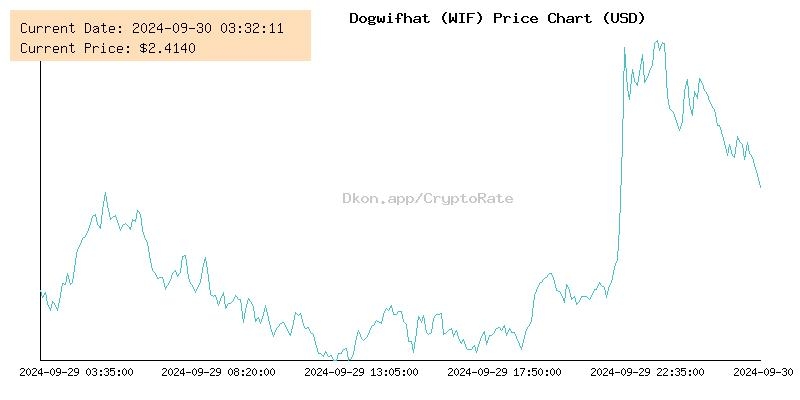 Dogwifhat (WIF) Price Chart (USD)
Current Date: 2024-09-30 03:32:11
Current Price: $2.4140
Dkon.app/CryptoRate
2024-09-29 03:35:00 2024-09-29 08:20:00 2024-09-29 13:05:00 2024-09-29 17:50:00 2024-09-29 22:35:00 2024-09-30